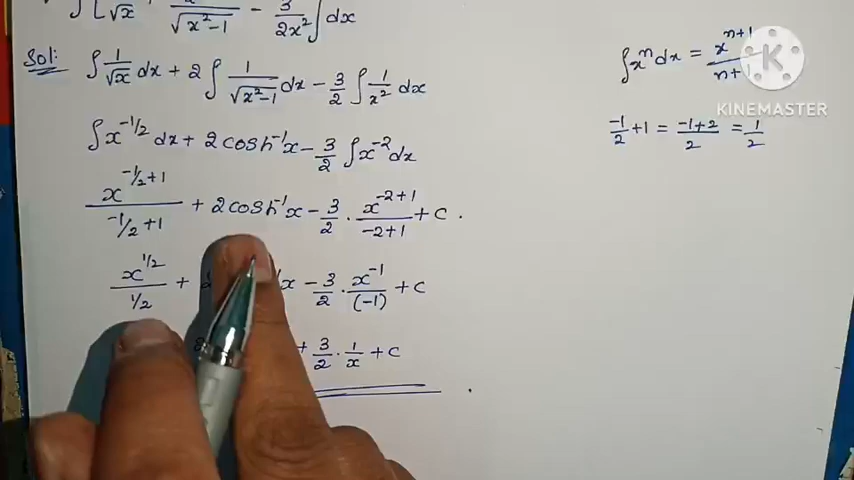 ∫[ 1/√x /√(x²-1) - 3/2x² ∫dx
Sol: ∫ 1/√x dx + 2 ∫ 1/√(x²-1) dx - 3/2 ∫ 1/x² dx
∫ x^(-1/2) dx + 2 cosh⁻¹x - 3/2 ∫ x⁻² dx
x^(-1/2+1) / (-1/2+1) + 2 cosh⁻¹x - 3/2 · x^(-2+1) / (-2+1) + c .
x^(1/2) / (1/2) + x - 3/2 · x⁻¹ / (-1) + c
+ 3/2 · 1/x + c
∫ xⁿ dx = x^(n+1) / n+1
-1/2 + 1 = (-1+2)/2 = 1/2
K
KINEMASTER